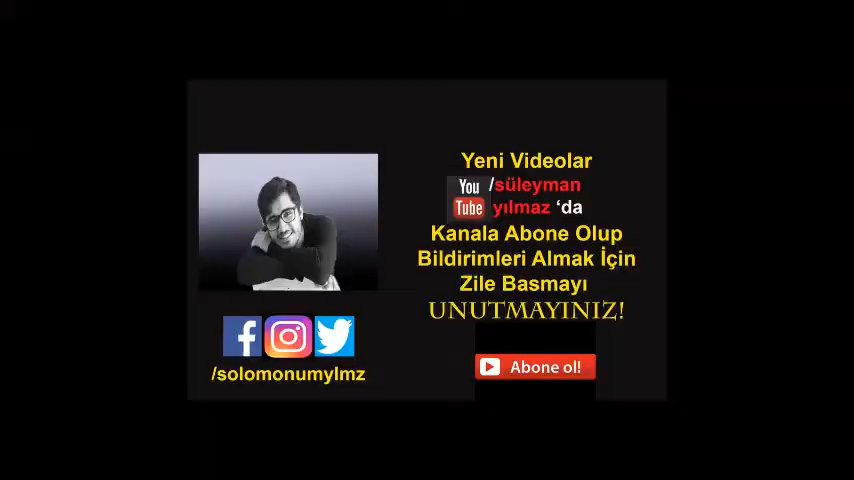 Yeni Videolar
You /süleyman
Tube yılmaz ‘da
Kanala Abone Olup
Bildirimleri Almak İçin
Zile Basmayı
UNUTMAYINIZ!
Abone ol!
/solomonumylmz